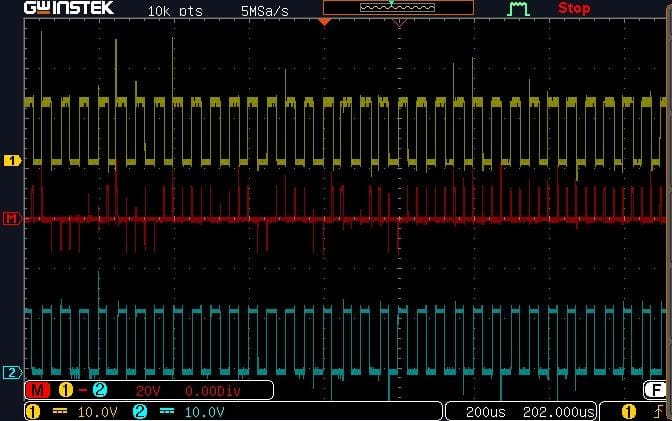 GWINSTEK 10k pts 5MSa/s Stop
1
M
2
M 1 - 2 20V 0.00Div
F
1 10.0V 2 10.0V 200us 202.000us 1